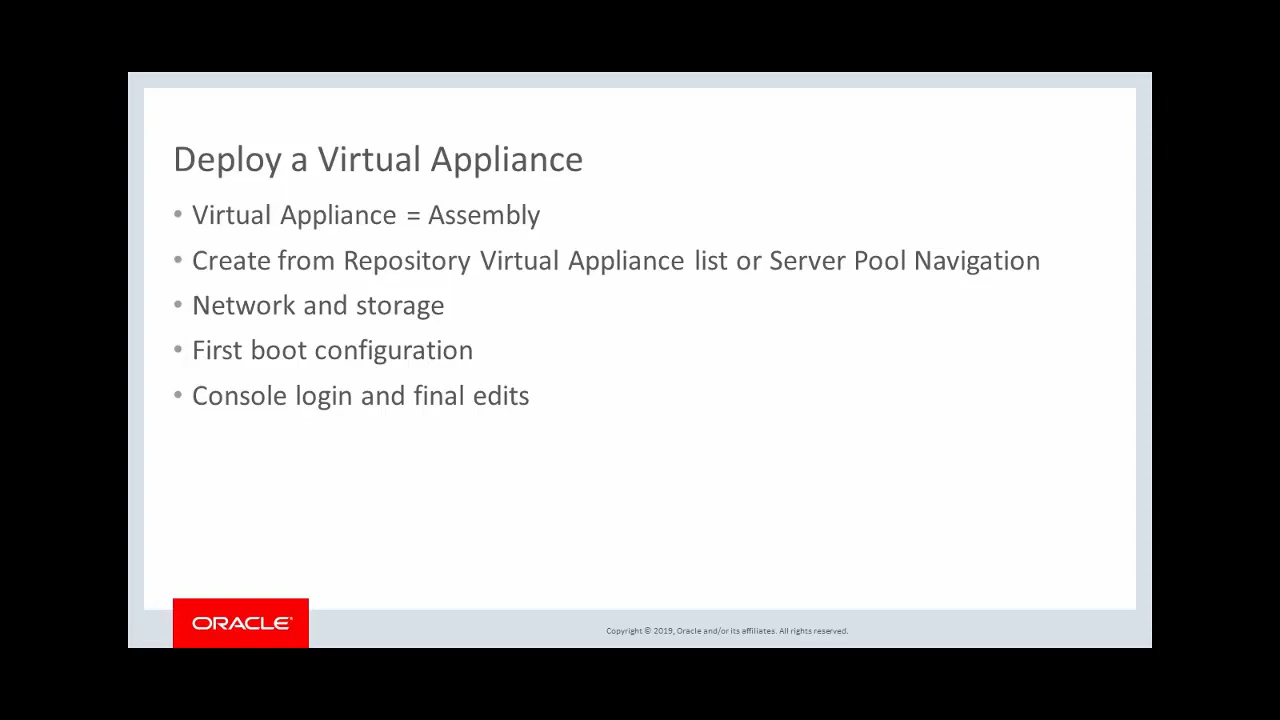 Deploy a Virtual Appliance
• Virtual Appliance = Assembly
• Create from Repository Virtual Appliance list or Server Pool Navigation
• Network and storage
• First boot configuration
• Console login and final edits
ORACLE®
Copyright © 2019, Oracle and/or its affiliates. All rights reserved.